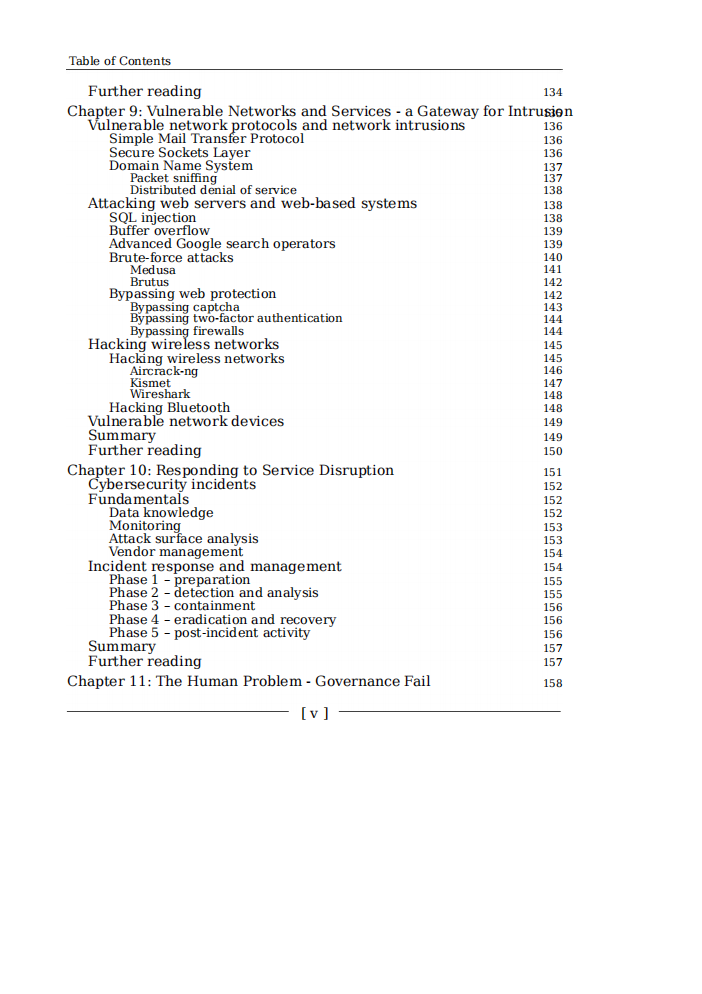 Table of Contents
Further reading 134
Chapter 9: Vulnerable Networks and Services - a Gateway for Intrusion
Vulnerable network protocols and network intrusions 136
Simple Mail Transfer Protocol 136
Secure Sockets Layer 136
Domain Name System 137
Packet sniffing 137
Distributed denial of service 138
Attacking web servers and web-based systems 138
SQL injection 138
Buffer overflow 139
Advanced Google search operators 139
Brute-force attacks 140
Medusa 141
Brutus 142
Bypassing web protection 142
Bypassing captcha 143
Bypassing two-factor authentication 144
Bypassing firewalls 144
Hacking wireless networks 145
Hacking wireless networks 145
Aircrack-ng 146
Kismet 147
Wireshark 148
Hacking Bluetooth 148
Vulnerable network devices 149
Summary 149
Further reading 150
Chapter 10: Responding to Service Disruption 151
Cybersecurity incidents 152
Fundamentals 152
Data knowledge 152
Monitoring 153
Attack surface analysis 153
Vendor management 154
Incident response and management 154
Phase 1 – preparation 155
Phase 2 – detection and analysis 155
Phase 3 – containment 156
Phase 4 – eradication and recovery 156
Phase 5 – post-incident activity 156
Summary 157
Further reading 157
Chapter 11: The Human Problem - Governance Fail 158
[ v ]